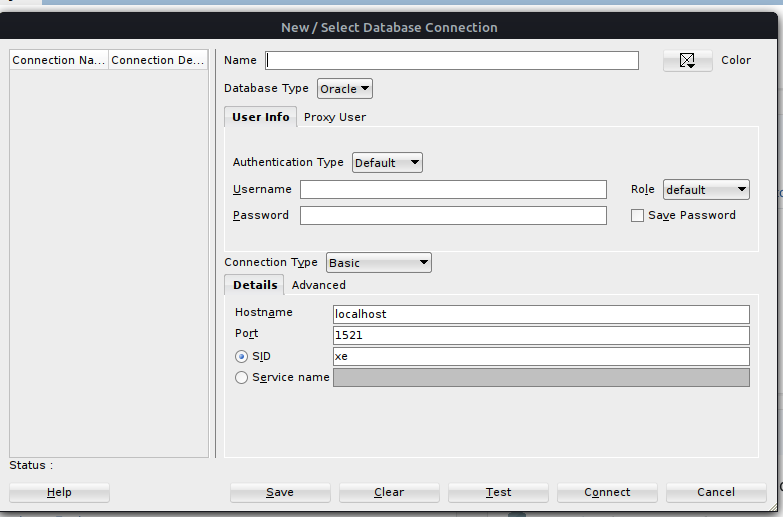 New / Select Database Connection
Connection Na... Connection De...
Name Color
Database Type Oracle
User Info Proxy User
Authentication Type Default
Username Role default
Password Save Password
Connection Type Basic
Details Advanced
Hostname localhost
Port 1521
SID xe
Service name
Status :
Help Save Clear Test Connect Cancel